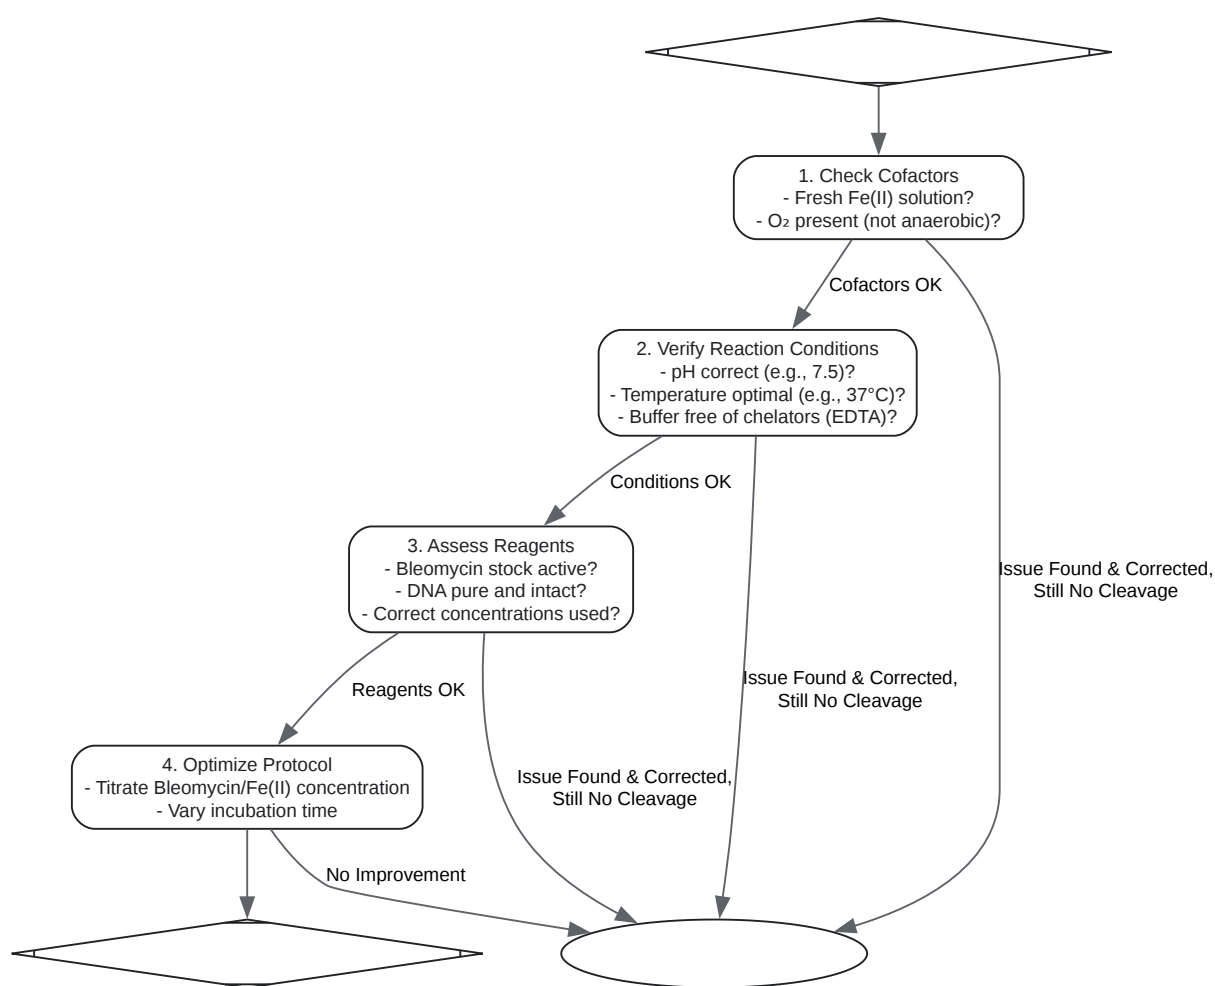 1. Check Cofactors
- Fresh Fe(II) solution?
- O₂ present (not anaerobic)?
Cofactors OK
2. Verify Reaction Conditions
- pH correct (e.g., 7.5)?
- Temperature optimal (e.g., 37°C)?
- Buffer free of chelators (EDTA)?
Conditions OK
3. Assess Reagents
- Bleomycin stock active?
- DNA pure and intact?
- Correct concentrations used?
Issue Found & Corrected,
Still No Cleavage
Reagents OK
Issue Found & Corrected,
Still No Cleavage
4. Optimize Protocol
- Titrate Bleomycin/Fe(II) concentration
- Vary incubation time
Issue Found & Corrected,
Still No Cleavage
No Improvement